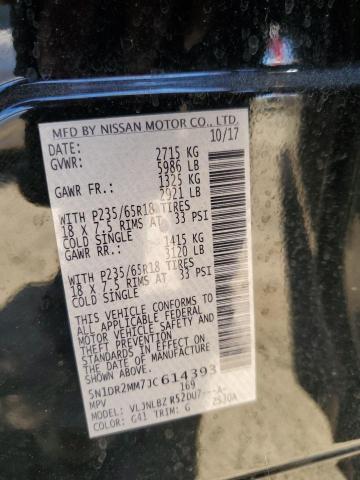 MFD BY NISSAN MOTOR CO., LTD.
DATE: 10/17
GVWR: 2715 KG
5986 LB
GAWR FR.: 1325 KG
2921 LB
WITH P235/65R18 TIRES
18 X 7.5 RIMS AT 33 PSI
COLD SINGLE
GAWR RR.: 1415 KG
3120 LB
WITH P235/65R18 TIRES
18 X 7.5 RIMS AT 33 PSI
COLD SINGLE
THIS VEHICLE CONFORMS TO
ALL APPLICABLE FEDERAL
MOTOR VEHICLE SAFETY AND
THEFT PREVENTION
STANDARDS IN EFFECT ON
THE DATE OF MANUFACTURE
5N1DR2MM7JC614393
MPV 169
MODEL: VLJNLBZ R52DU7---A-
COLOR: G41 TRIM: G